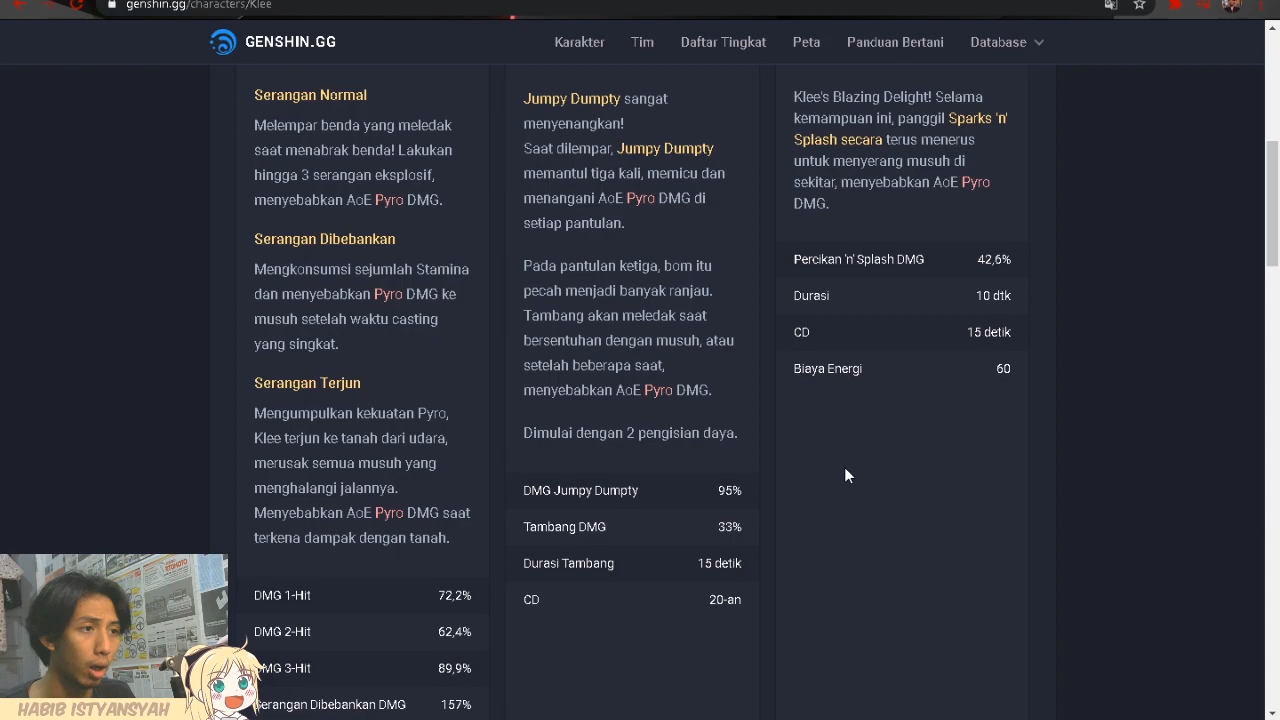 genshin.gg/characters/Klee
GENSHIN.GG
Karakter
Tim
Daftar Tingkat
Peta
Panduan Bertani
Database
Serangan Normal
Melempar benda yang meledak
saat menabrak benda! Lakukan
hingga 3 serangan eksplosif,
menyebabkan AoE Pyro DMG.
Serangan Dibebankan
Mengkonsumsi sejumlah Stamina
dan menyebabkan Pyro DMG ke
musuh setelah waktu casting
yang singkat.
Serangan Terjun
Mengumpulkan kekuatan Pyro,
Klee terjun ke tanah dari udara,
merusak semua musuh yang
menghalangi jalannya.
Menyebabkan AoE Pyro DMG saat
terkena dampak dengan tanah.
DMG 1-Hit 72,2%
DMG 2-Hit 62,4%
DMG 3-Hit 89,9%
Serangan Dibebankan DMG 157%
Jumpy Dumpty sangat
menyenangkan!
Saat dilempar, Jumpy Dumpty
memantul tiga kali, memicu dan
menangani AoE Pyro DMG di
setiap pantulan.
Pada pantulan ketiga, bom itu
pecah menjadi banyak ranjau.
Tambang akan meledak saat
bersentuhan dengan musuh, atau
setelah beberapa saat,
menyebabkan AoE Pyro DMG.
Dimulai dengan 2 pengisian daya.
DMG Jumpy Dumpty 95%
Tambang DMG 33%
Durasi Tambang 15 detik
CD 20-an
Klee's Blazing Delight! Selama
kemampuan ini, panggil Sparks 'n'
Splash secara terus menerus
untuk menyerang musuh di
sekitar, menyebabkan AoE Pyro
DMG.
Percikan 'n' Splash DMG 42,6%
Durasi 10 dtk
CD 15 detik
Biaya Energi 60
HABIB ISTYANSYAH